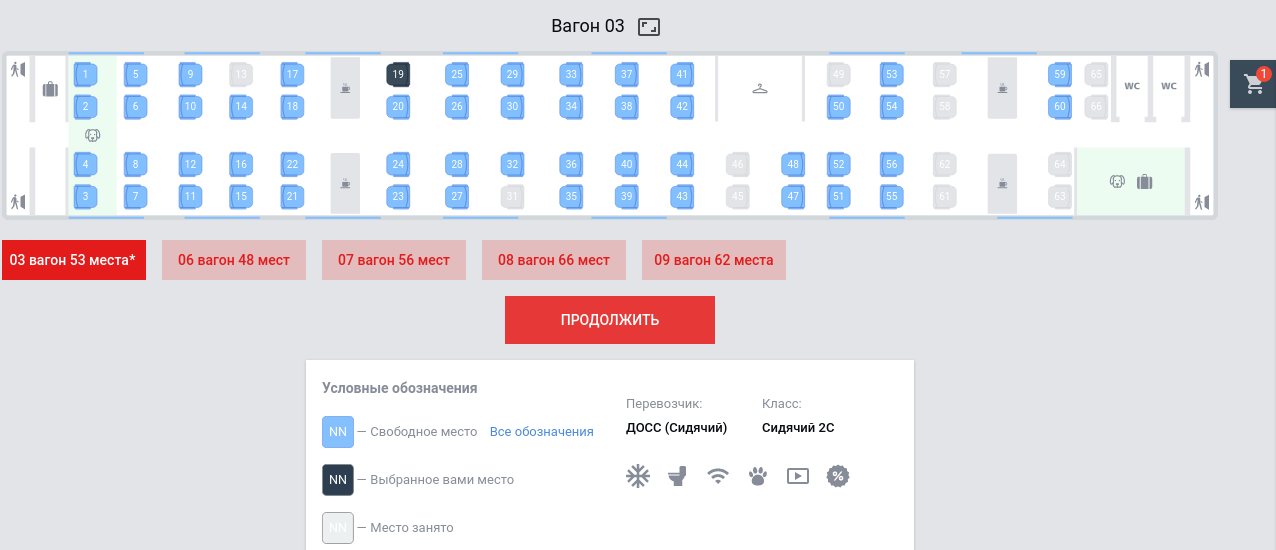 Вагон 03
1 5 9 13 17 19 25 29 33 37 41 49 53 57 59 65
1
2 6 10 14 18 20 26 30 34 38 42 50 54 58 60 66
WC WC
4 8 12 16 22 24 28 32 36 40 44 46 48 52 56 62 64
3 7 11 15 21 23 27 31 35 39 43 45 47 51 55 61 63
03 вагон 53 места*
06 вагон 48 мест
07 вагон 56 мест
08 вагон 66 мест
09 вагон 62 места
ПРОДОЛЖИТЬ
Условные обозначения
NN — Свободное место Все обозначения
NN — Выбранное вами место
NN — Место занято
Перевозчик:
ДОСС (Сидячий)
Класс:
Сидячий 2С
%